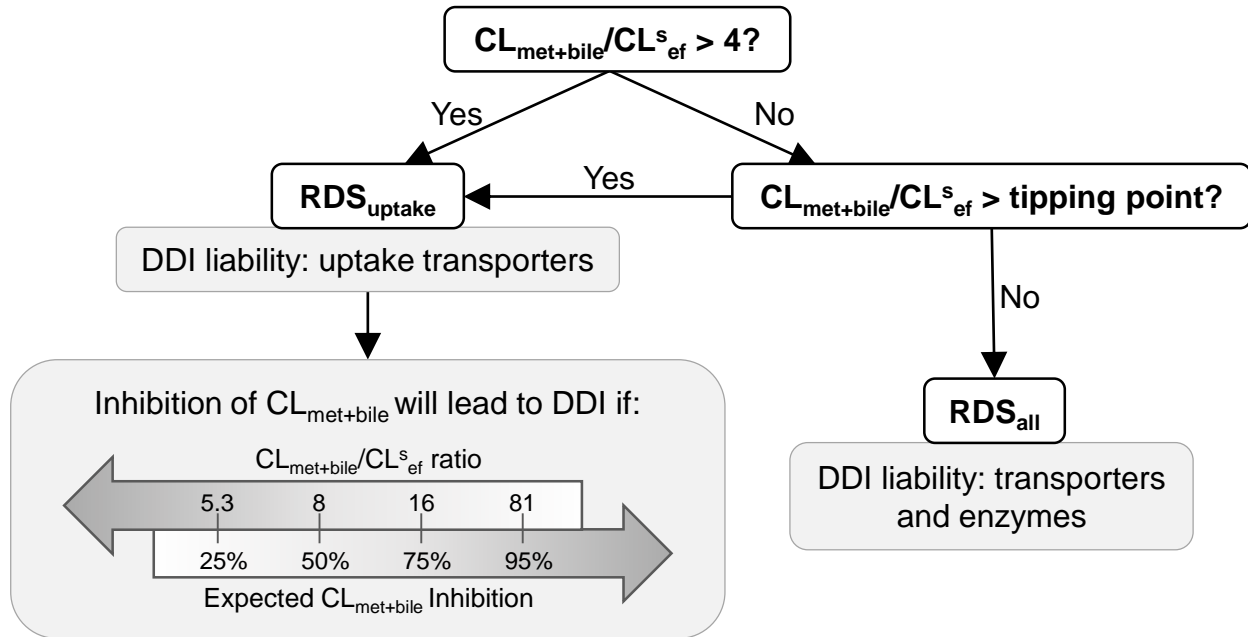 CLmet+bile/CLsef > 4?
Yes
No
RDSuptake
Yes
CLmet+bile/CLsef > tipping point?
DDI liability: uptake transporters
No
Inhibition of CLmet+bile will lead to DDI if:
CLmet+bile/CLsef ratio
5.3 8 16 81
25% 50% 75% 95%
Expected CLmet+bile Inhibition
RDSall
DDI liability: transporters
and enzymes